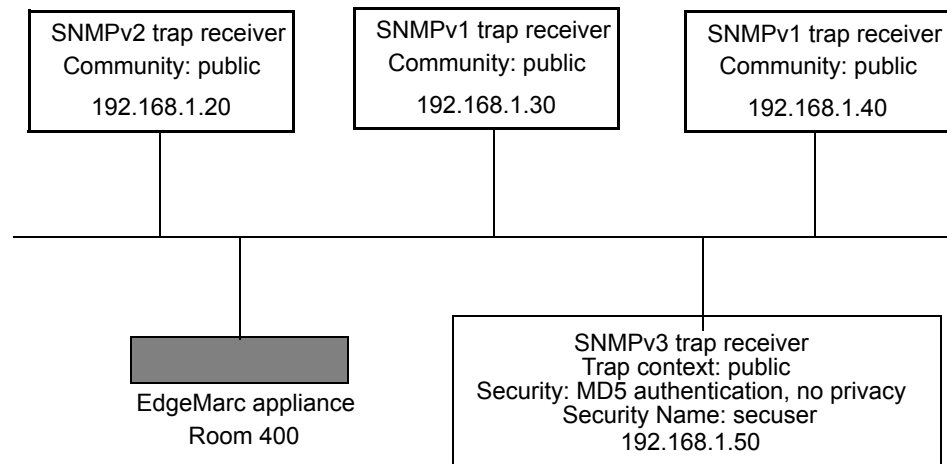 SNMPv2 trap receiver
Community: public
192.168.1.20
SNMPv1 trap receiver
Community: public
192.168.1.30
SNMPv1 trap receiver
Community: public
192.168.1.40
EdgeMarc appliance
Room 400
SNMPv3 trap receiver
Trap context: public
Security: MD5 authentication, no privacy
Security Name: secuser
192.168.1.50